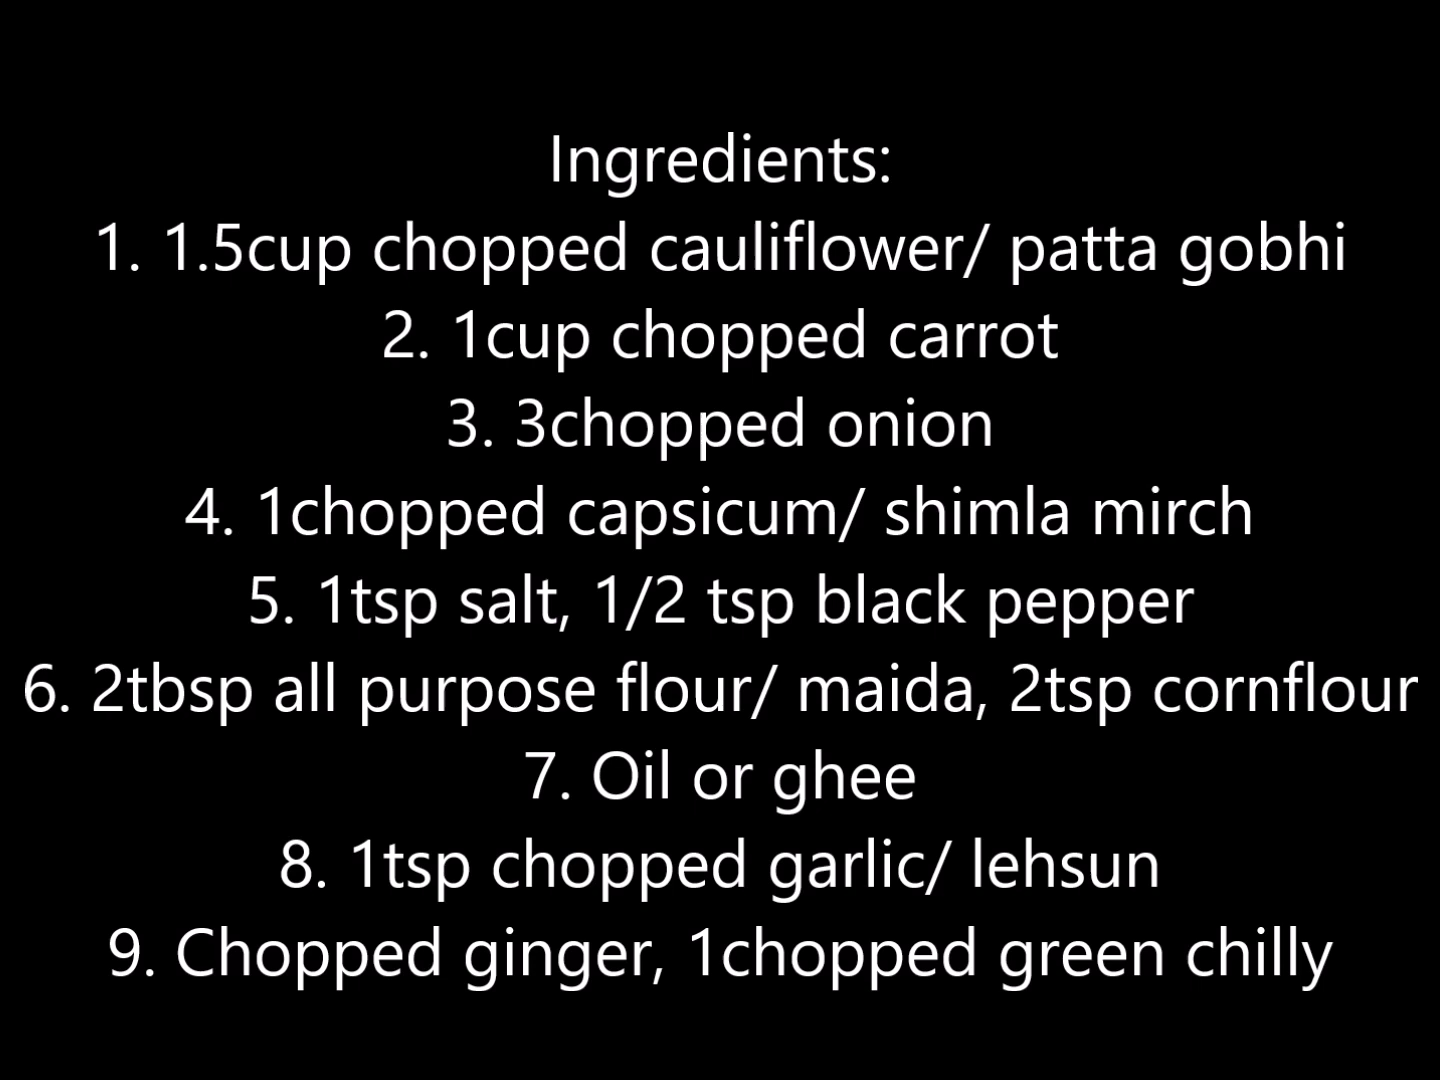 Ingredients:
1. 1.5cup chopped cauliflower/ patta gobhi
2. 1cup chopped carrot
3. 3chopped onion
4. 1chopped capsicum/ shimla mirch
5. 1tsp salt, 1/2 tsp black pepper
6. 2tbsp all purpose flour/ maida, 2tsp cornflour
7. Oil or ghee
8. 1tsp chopped garlic/ lehsun
9. Chopped ginger, 1chopped green chilly